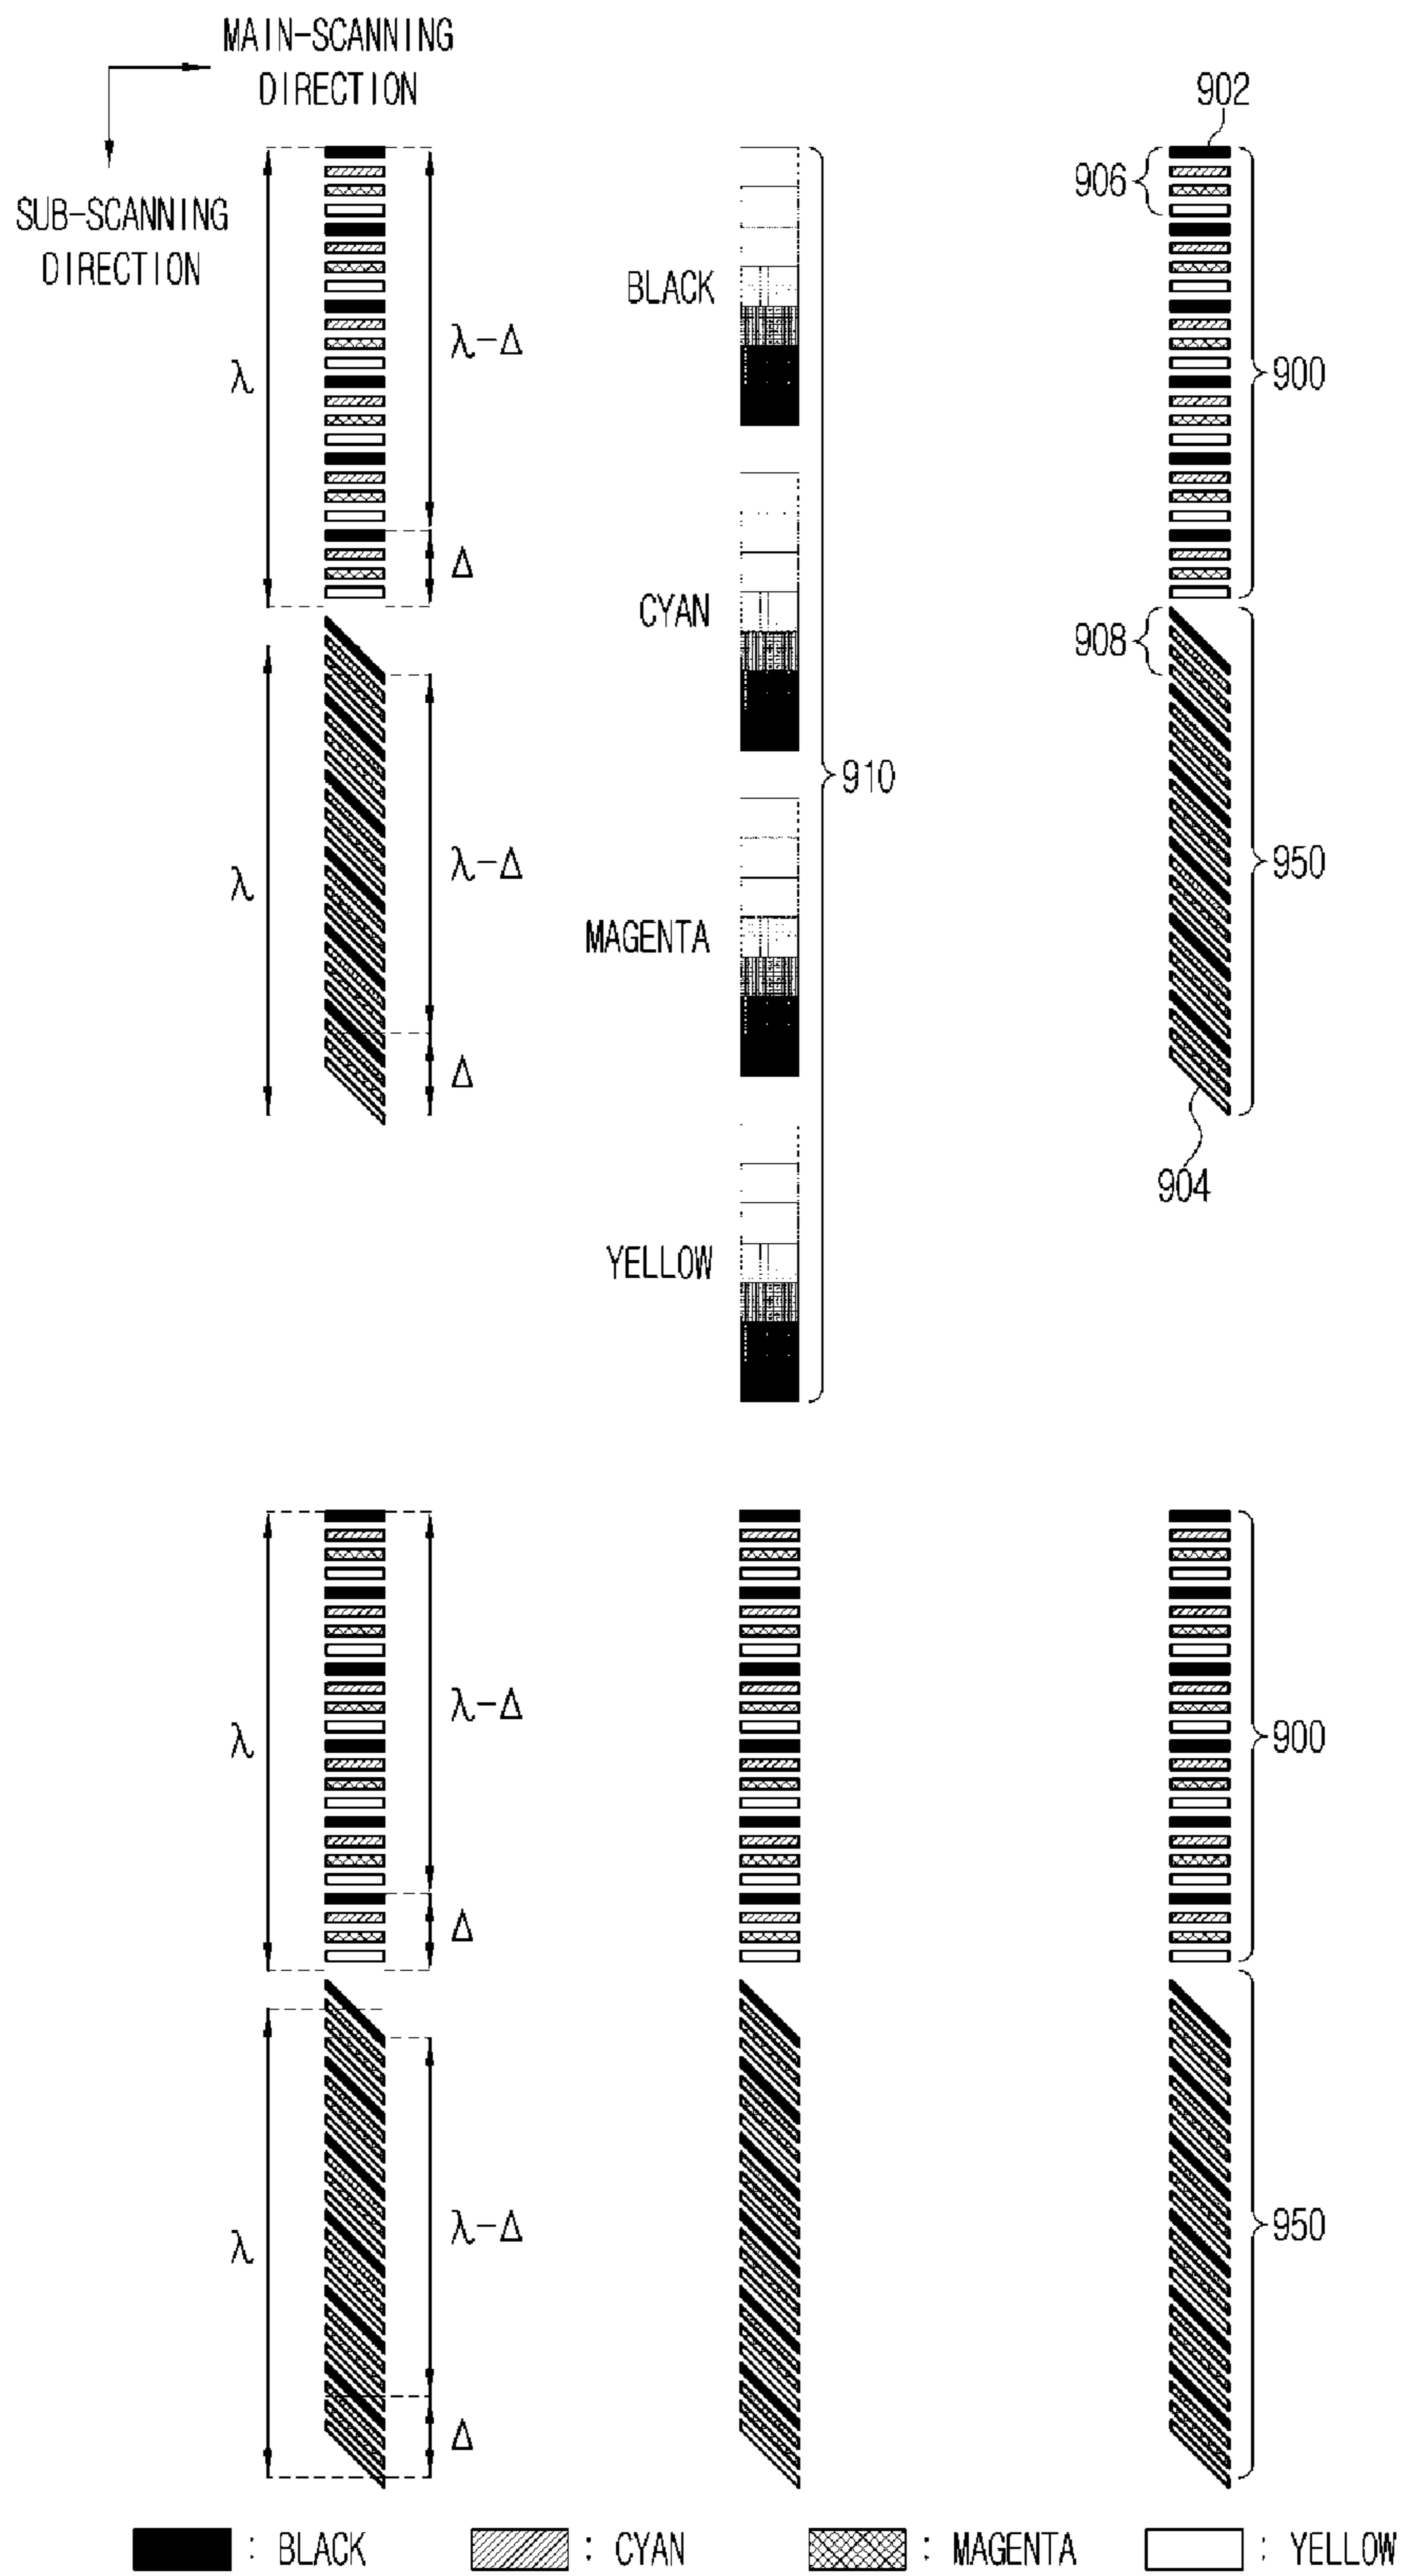 MAIN-SCANNING
DIRECTION
SUB-SCANNING
DIRECTION
902
906
BLACK
λ-Δ
λ
900
Δ
CYAN
908
910
λ-Δ
950
λ
MAGENTA
Δ
904
YELLOW
λ-Δ
λ
900
Δ
λ-Δ
950
λ
Δ
: BLACK : CYAN : MAGENTA : YELLOW